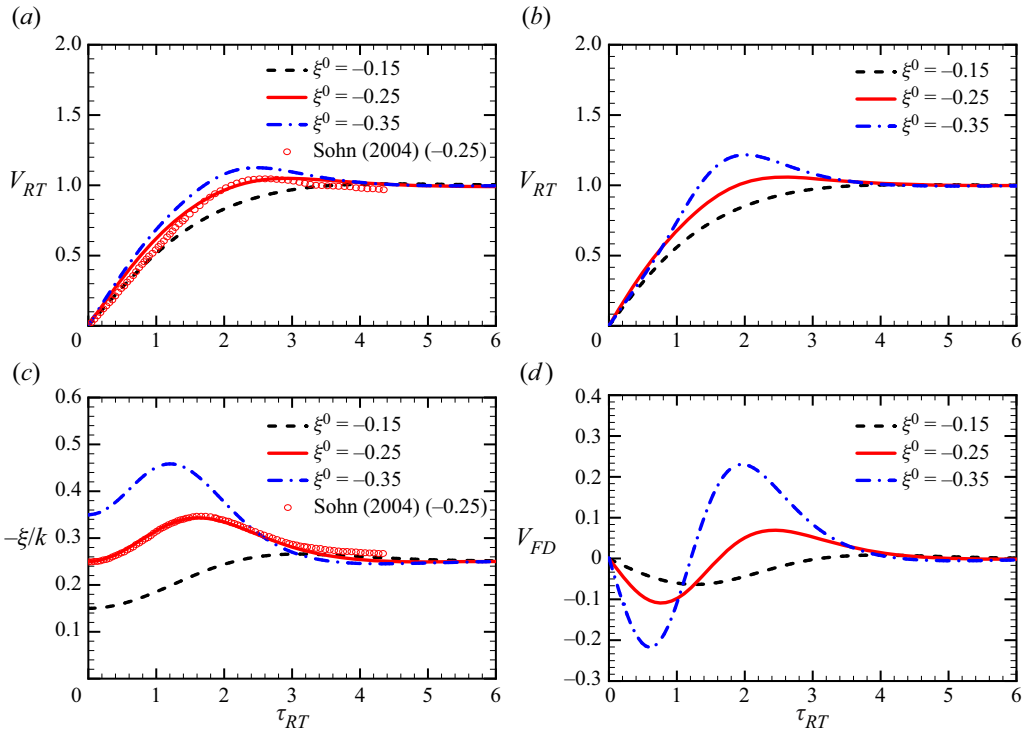 (a)
2.0
1.5
V_RT 1.0
0.5
0 1 2 3 4 5 6
ξ⁰ = –0.15
ξ⁰ = –0.25
ξ⁰ = –0.35
Sohn (2004) (–0.25)
(b)
2.0
1.5
V_RT 1.0
0.5
0 1 2 3 4 5 6
ξ⁰ = –0.15
ξ⁰ = –0.25
ξ⁰ = –0.35
(c)
0.6
0.5
0.4
–ξ/k 0.3
0.2
0.1
0 1 2 3 4 5 6
τ_RT
ξ⁰ = –0.15
ξ⁰ = –0.25
ξ⁰ = –0.35
Sohn (2004) (–0.25)
(d)
0.4
0.3
0.2
0.1
V_FD 0
–0.1
–0.2
–0.3
0 1 2 3 4 5 6
τ_RT
ξ⁰ = –0.15
ξ⁰ = –0.25
ξ⁰ = –0.35